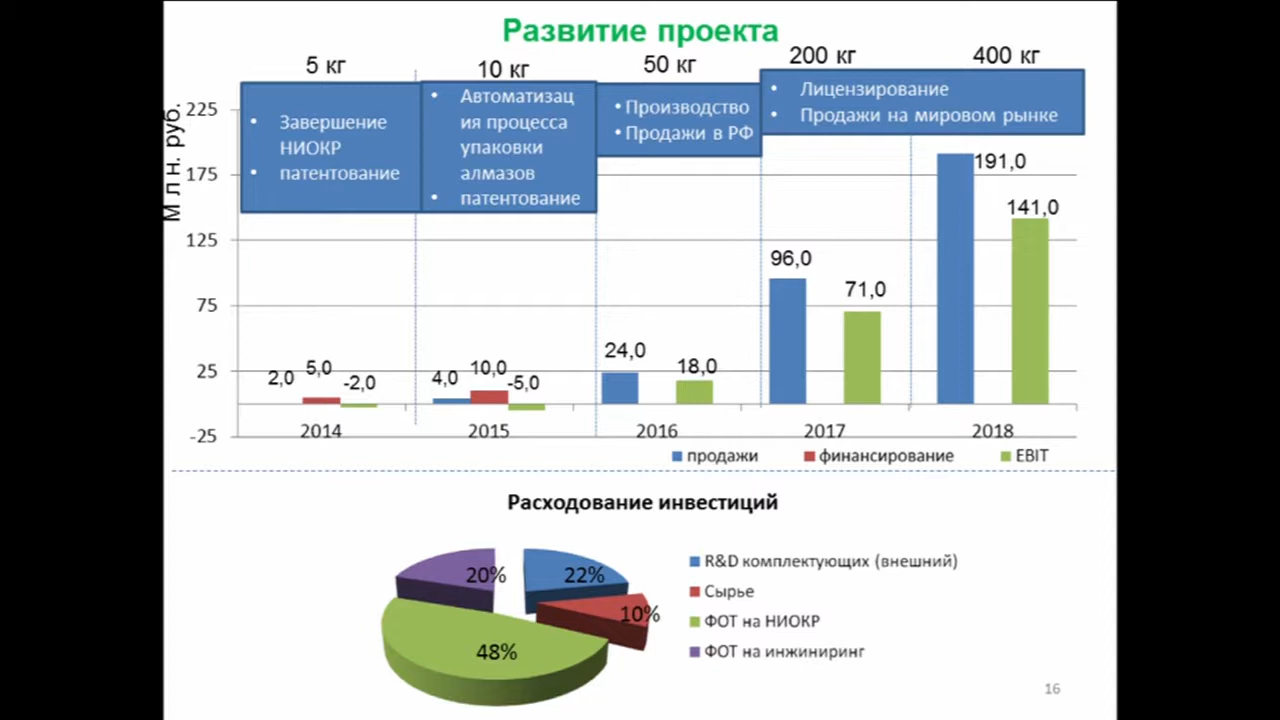 Развитие проекта
5 кг
10 кг
50 кг
200 кг
400 кг
• Завершение
НИОКР
• патентование
• Автоматизац
ия процесса
упаковки
алмазов
• патентование
• Производство
• Продажи в РФ
• Лицензирование
• Продажи на мировом рынке
Млн. руб.
225
175
125
75
25
-25
2,0
5,0
-2,0
4,0
10,0
-5,0
24,0
18,0
96,0
71,0
191,0
141,0
2014
2015
2016
2017
2018
продажи
финансирование
EBIT
Расходование инвестиций
20%
22%
10%
48%
R&D комплектующих (внешний)
Сырье
ФОТ на НИОКР
ФОТ на инжиниринг
16